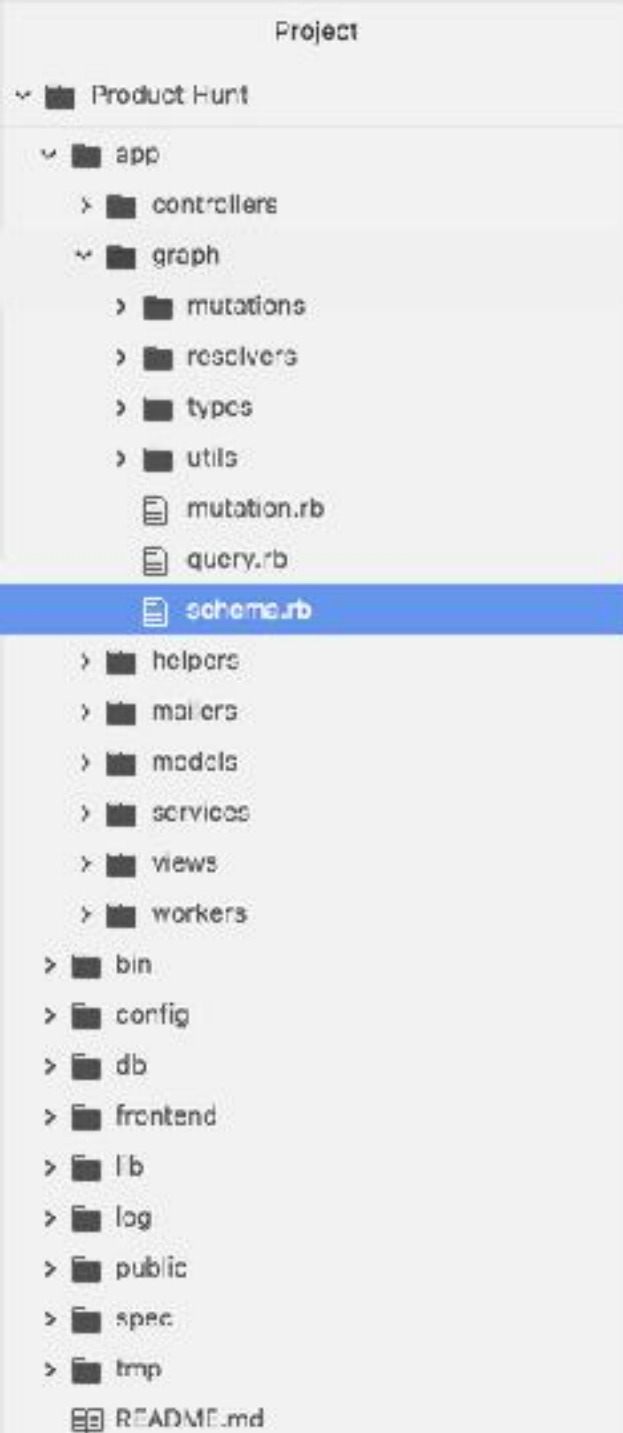 Project
Product Hunt
app
controllers
graph
mutations
resolvers
types
utils
mutation.rb
query.rb
schema.rb
helpers
mailers
models
services
views
workers
bin
config
db
frontend
lib
log
public
spec
tmp
README.md